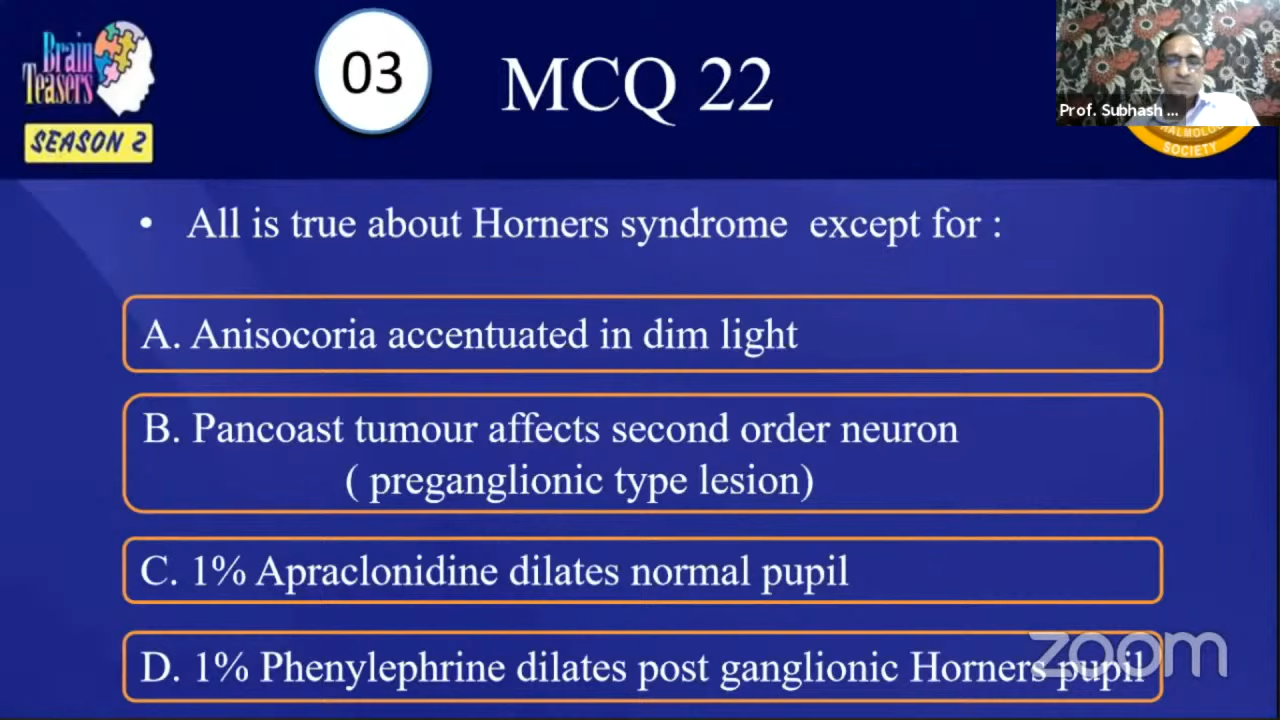 Brain
Teasers
SEASON 2
03
MCQ 22
Prof. Subhash ...
SOCIETY
• All is true about Horners syndrome except for :
A. Anisocoria accentuated in dim light
B. Pancoast tumour affects second order neuron
( preganglionic type lesion)
C. 1% Apraclonidine dilates normal pupil
D. 1% Phenylephrine dilates post ganglionic Horners pupil
zoom